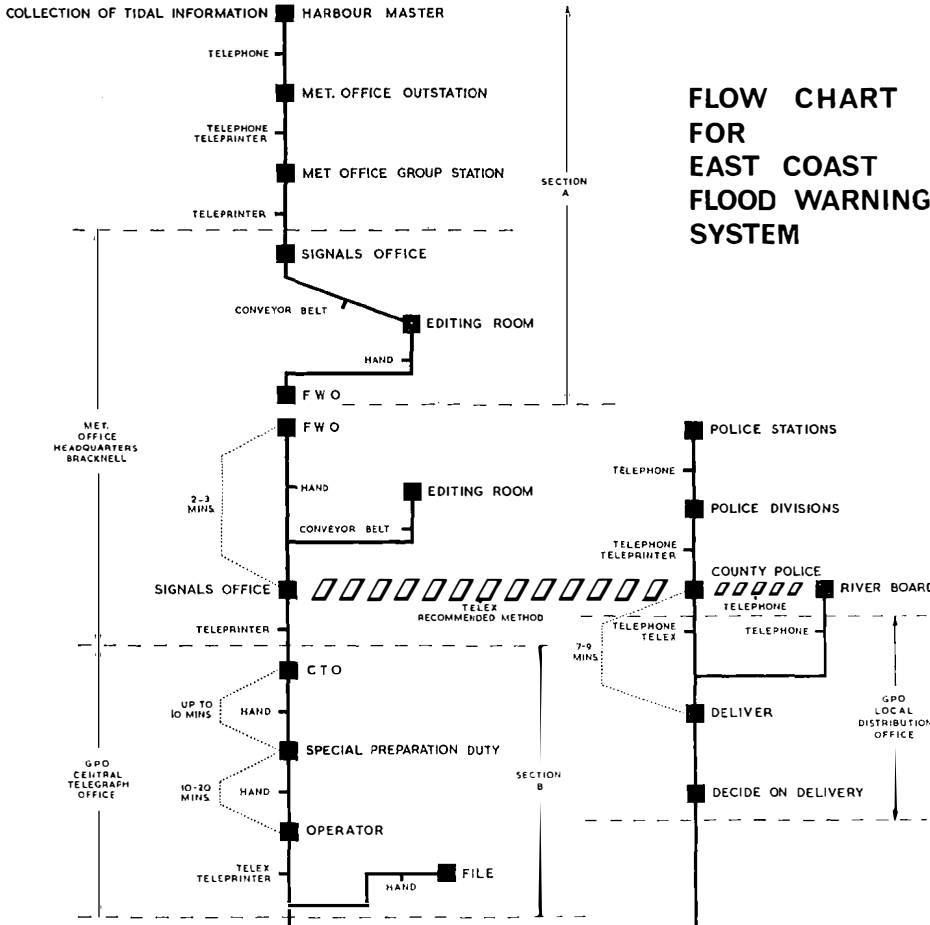 COLLECTION OF TIDAL INFORMATION
HARBOUR MASTER
TELEPHONE
MET. OFFICE OUTSTATION
TELEPHONE
TELEPRINTER
MET OFFICE GROUP STATION
TELEPRINTER
SIGNALS OFFICE
CONVEYOR BELT
EDITING ROOM
HAND
FWO
SECTION
A
FLOW CHART
FOR
EAST COAST
FLOOD WARNING
SYSTEM
MET.
OFFICE
HEADQUARTERS
BRACKNELL
FWO
2-3
MINS
HAND
EDITING ROOM
CONVEYOR BELT
SIGNALS OFFICE
TELEX
RECOMMENDED METHOD
TELEPRINTER
CTO
UP TO
10 MINS
HAND
SPECIAL PREPARATION DUTY
10-20
MINS
HAND
OPERATOR
TELEX
TELEPRINTER
FILE
HAND
GPO
CENTRAL
TELEGRAPH
OFFICE
SECTION
B
POLICE STATIONS
TELEPHONE
POLICE DIVISIONS
TELEPHONE
TELEPRINTER
COUNTY POLICE
TELEPHONE
RIVER BOARD
TELEPHONE
TELEX
TELEPHONE
7-9
MINS
DELIVER
GPO
LOCAL
DISTRIBUTION
OFFICE
DECIDE ON DELIVERY